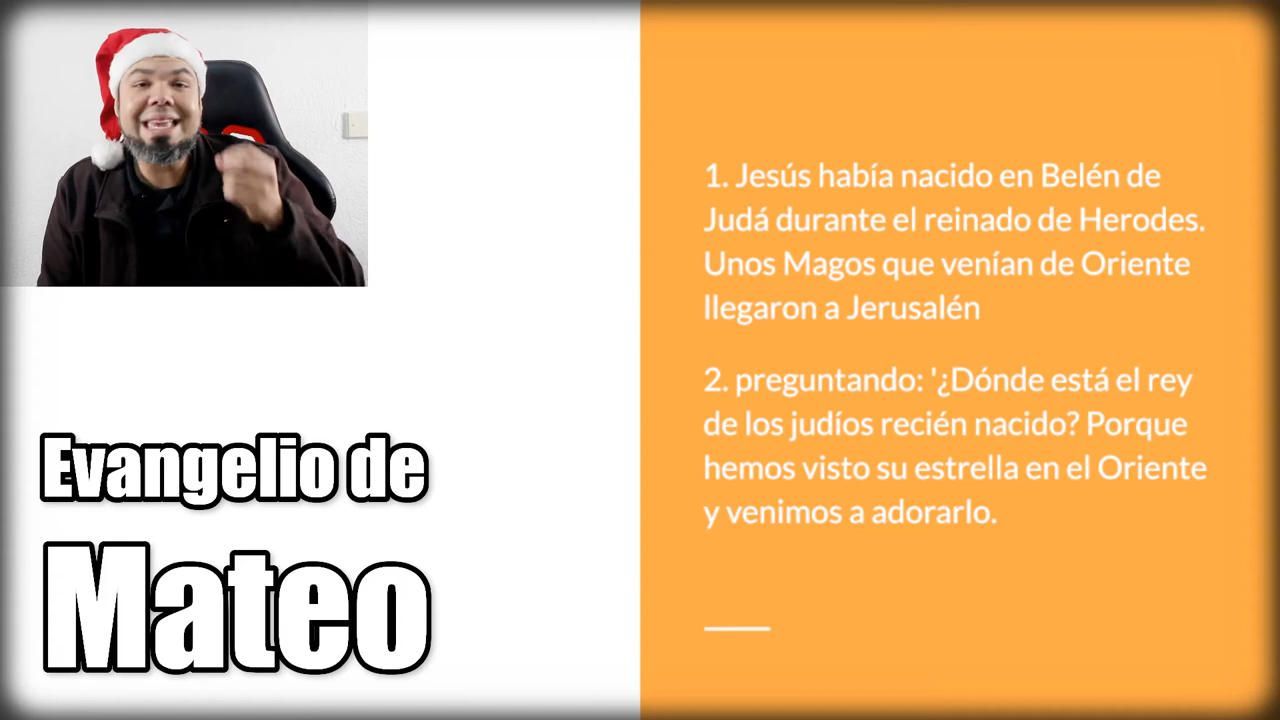 Evangelio de
Mateo
1. Jesús había nacido en Belén de
Judá durante el reinado de Herodes.
Unos Magos que venían de Oriente
llegaron a Jerusalén
2. preguntando: '¿Dónde está el rey
de los judíos recién nacido? Porque
hemos visto su estrella en el Oriente
y venimos a adorarlo.